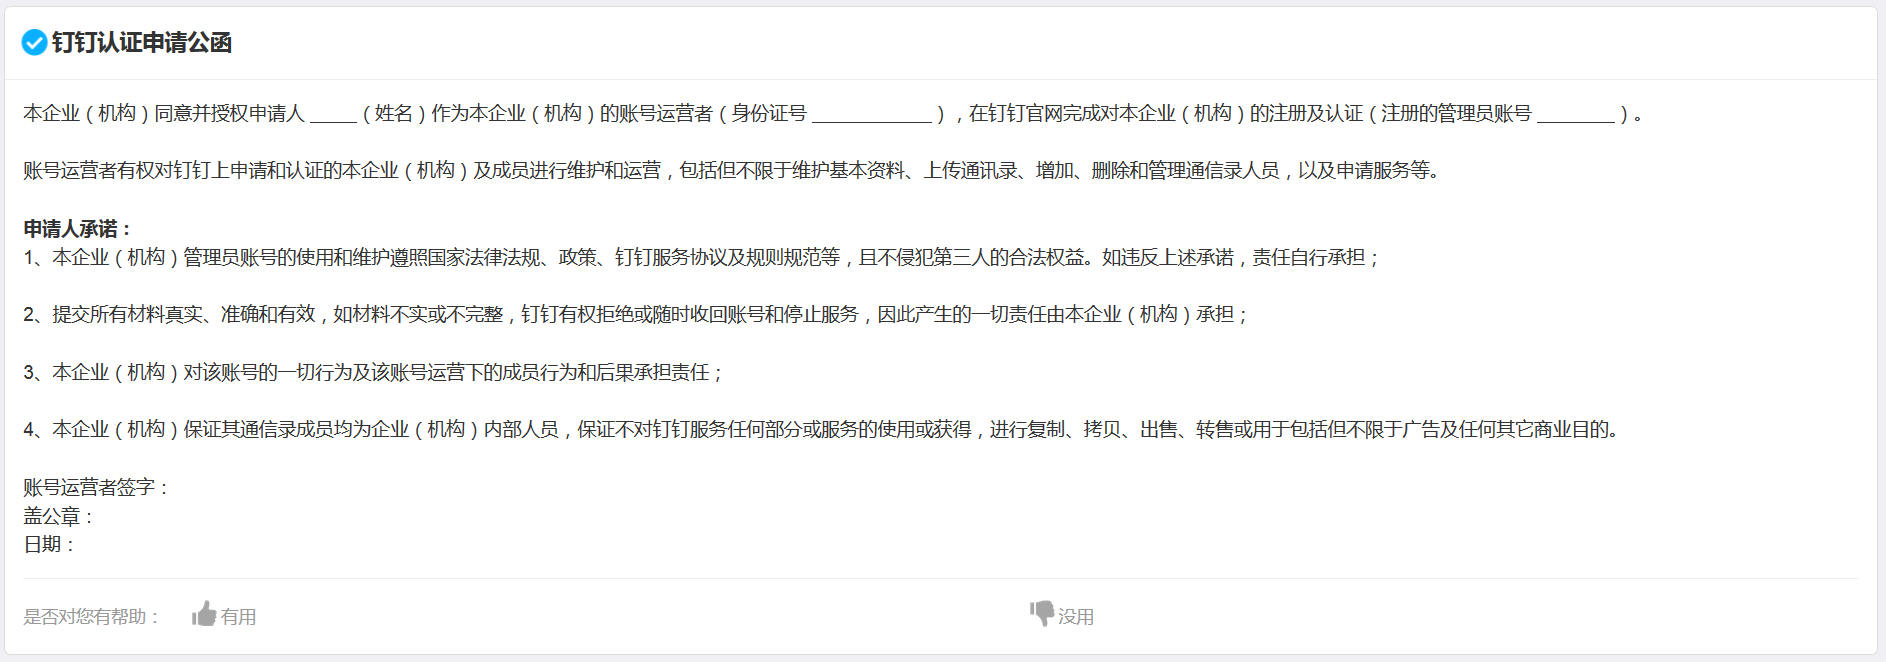 钉钉认证申请公函
本企业（机构）同意并授权申请人 _____（姓名）作为本企业（机构）的账号运营者（身份证号 _____________ ），在钉钉官网完成对本企业（机构）的注册及认证（注册的管理员账号 ________ ）。
账号运营者有权对钉钉上申请和认证的本企业（机构）及成员进行维护和运营，包括但不限于维护基本资料、上传通讯录、增加、删除和管理通信录人员，以及申请服务等。
申请人承诺：
1、本企业（机构）管理员账号的使用和维护遵照国家法律法规、政策、钉钉服务协议及规则规范等，且不侵犯第三人的合法权益。如违反上述承诺，责任自行承担；
2、提交所有材料真实、准确和有效，如材料不实或不完整，钉钉有权拒绝或随时收回账号和停止服务，因此产生的一切责任由本企业（机构）承担；
3、本企业（机构）对该账号的一切行为及该账号运营下的成员行为和后果承担责任；
4、本企业（机构）保证其通信录成员均为企业（机构）内部人员，保证不对钉钉服务任何部分或服务的使用或获得，进行复制、拷贝、出售、转售或用于包括但不限于广告及任何其它商业目的。
账号运营者签字：
盖公章：
日期：
是否对您有帮助： 有用 没用